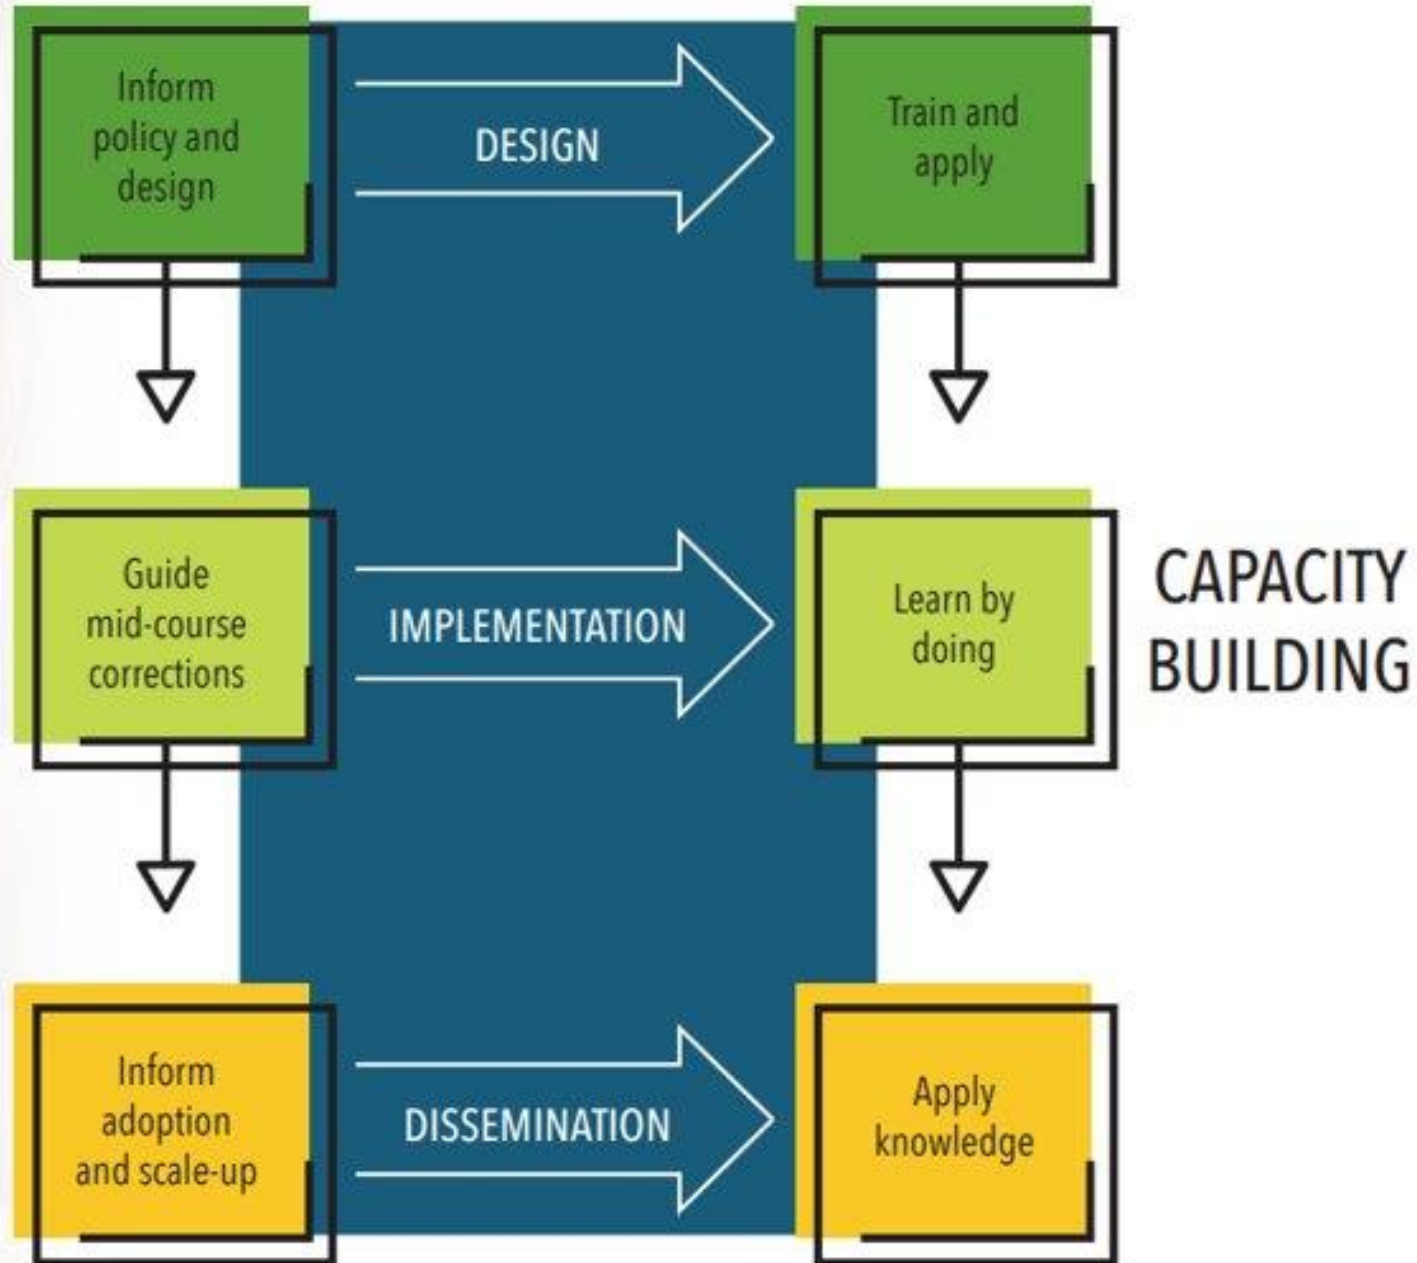 Inform
policy and
design
DESIGN
Train and
apply
Guide
mid-course
corrections
IMPLEMENTATION
Learn by
doing
CAPACITY
BUILDING
Inform
adoption
and scale-up
DISSEMINATION
Apply
knowledge